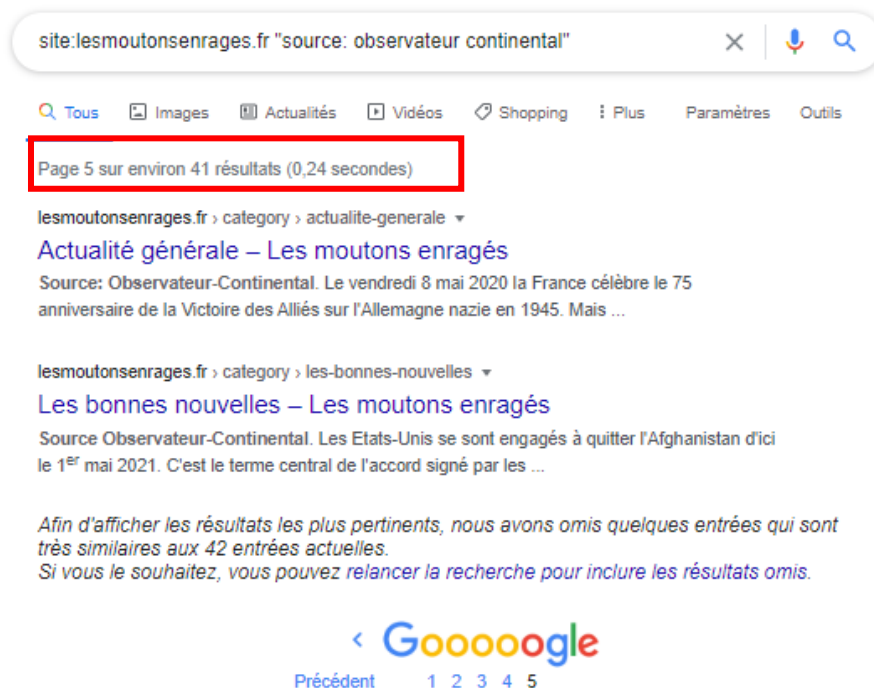 site:lesmoutonsenrages.fr "source: observateur continental"
Tous Images Actualités Vidéos Shopping Plus Paramètres Outils
Page 5 sur environ 41 résultats (0,24 secondes)
lesmoutonsenrages.fr › category › actualite-generale
Actualité générale – Les moutons enragés
Source: Observateur-Continental. Le vendredi 8 mai 2020 la France célèbre le 75
anniversaire de la Victoire des Alliés sur l'Allemagne nazie en 1945. Mais ...
lesmoutonsenrages.fr › category › les-bonnes-nouvelles
Les bonnes nouvelles – Les moutons enragés
Source Observateur-Continental. Les Etats-Unis se sont engagés à quitter l'Afghanistan d'ici
le 1er mai 2021. C'est le terme central de l'accord signé par les ...
Afin d'afficher les résultats les plus pertinents, nous avons omis quelques entrées qui sont
très similaires aux 42 entrées actuelles.
Si vous le souhaitez, vous pouvez relancer la recherche pour inclure les résultats omis.
‹ Gooooogle
Précédent 1 2 3 4 5